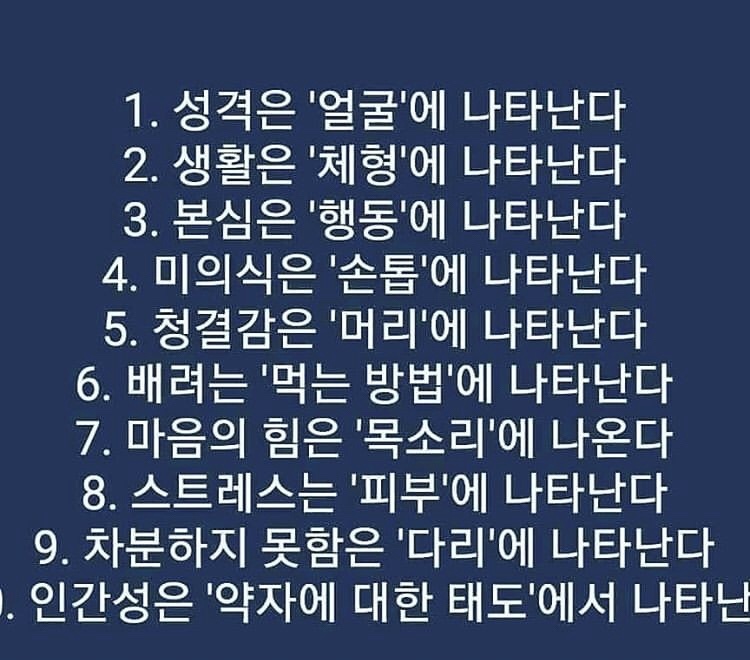 1. 성격은 '얼굴'에 나타난다
2. 생활은 '체형'에 나타난다
3. 본심은 '행동'에 나타난다
4. 미의식은 '손톱'에 나타난다
5. 청결감은 '머리'에 나타난다
6. 배려는 '먹는 방법'에 나타난다
7. 마음의 힘은 '목소리'에 나온다
8. 스트레스는 '피부'에 나타난다
9. 차분하지 못함은 '다리'에 나타난다
0. 인간성은 '약자에 대한 태도'에서 나타난